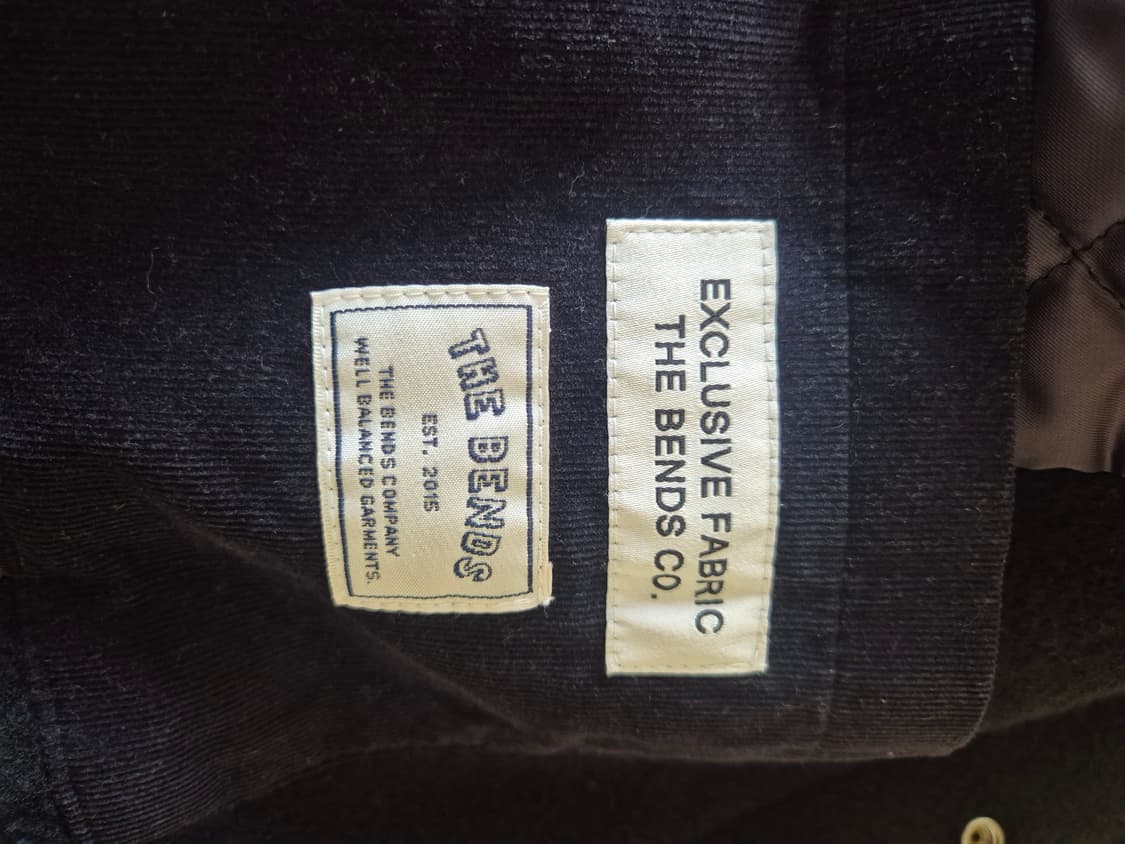 EXCLUSIVE FABRIC
THE BENDS CO.
THE BENDS
EST. 2015
THE BENDS COMPANY
WELL BALANCED GARMENTS.